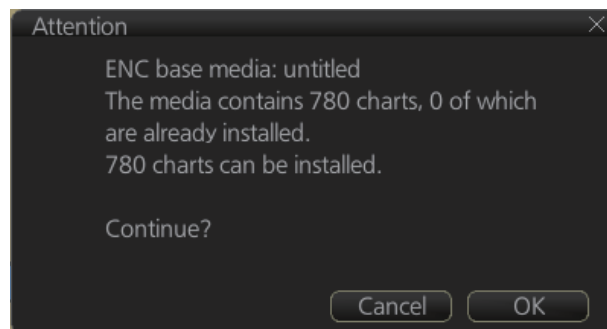 Attention
ENC base media: untitled
The media contains 780 charts, 0 of which
are already installed.
780 charts can be installed.
Continue?
Cancel OK